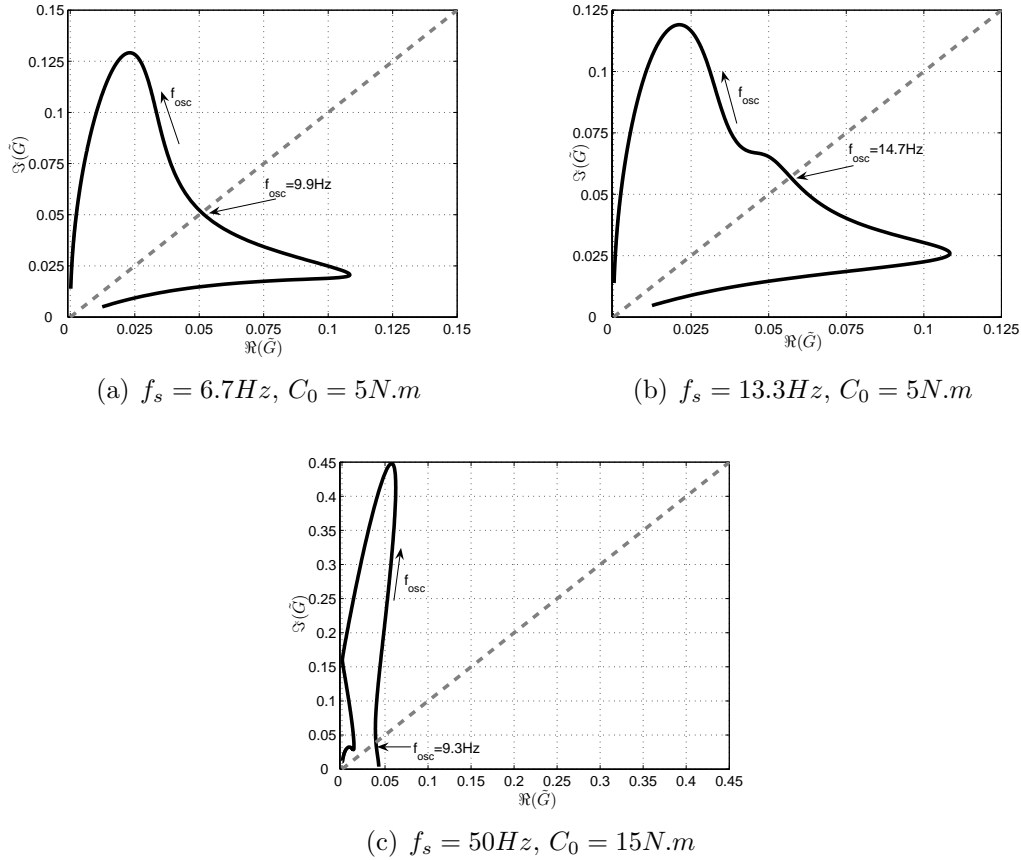 0.15
0.125
0.1
0.075
0.05
0.025
0
0 0.025 0.05 0.075 0.1 0.125 0.15
ℑ(G̃)
ℜ(G̃)
f_osc
f_osc=9.9Hz
(a) f_s = 6.7Hz, C_0 = 5N.m
0.125
0.1
0.075
0.05
0.025
0
0 0.025 0.05 0.075 0.1 0.125
ℑ(G̃)
ℜ(G̃)
f_osc
f_osc=14.7Hz
(b) f_s = 13.3Hz, C_0 = 5N.m
0.45
0.4
0.35
0.3
0.25
0.2
0.15
0.1
0.05
0
0 0.05 0.1 0.15 0.2 0.25 0.3 0.35 0.4 0.45
ℑ(G̃)
ℜ(G̃)
f_osc
f_osc=9.3Hz
(c) f_s = 50Hz, C_0 = 15N.m